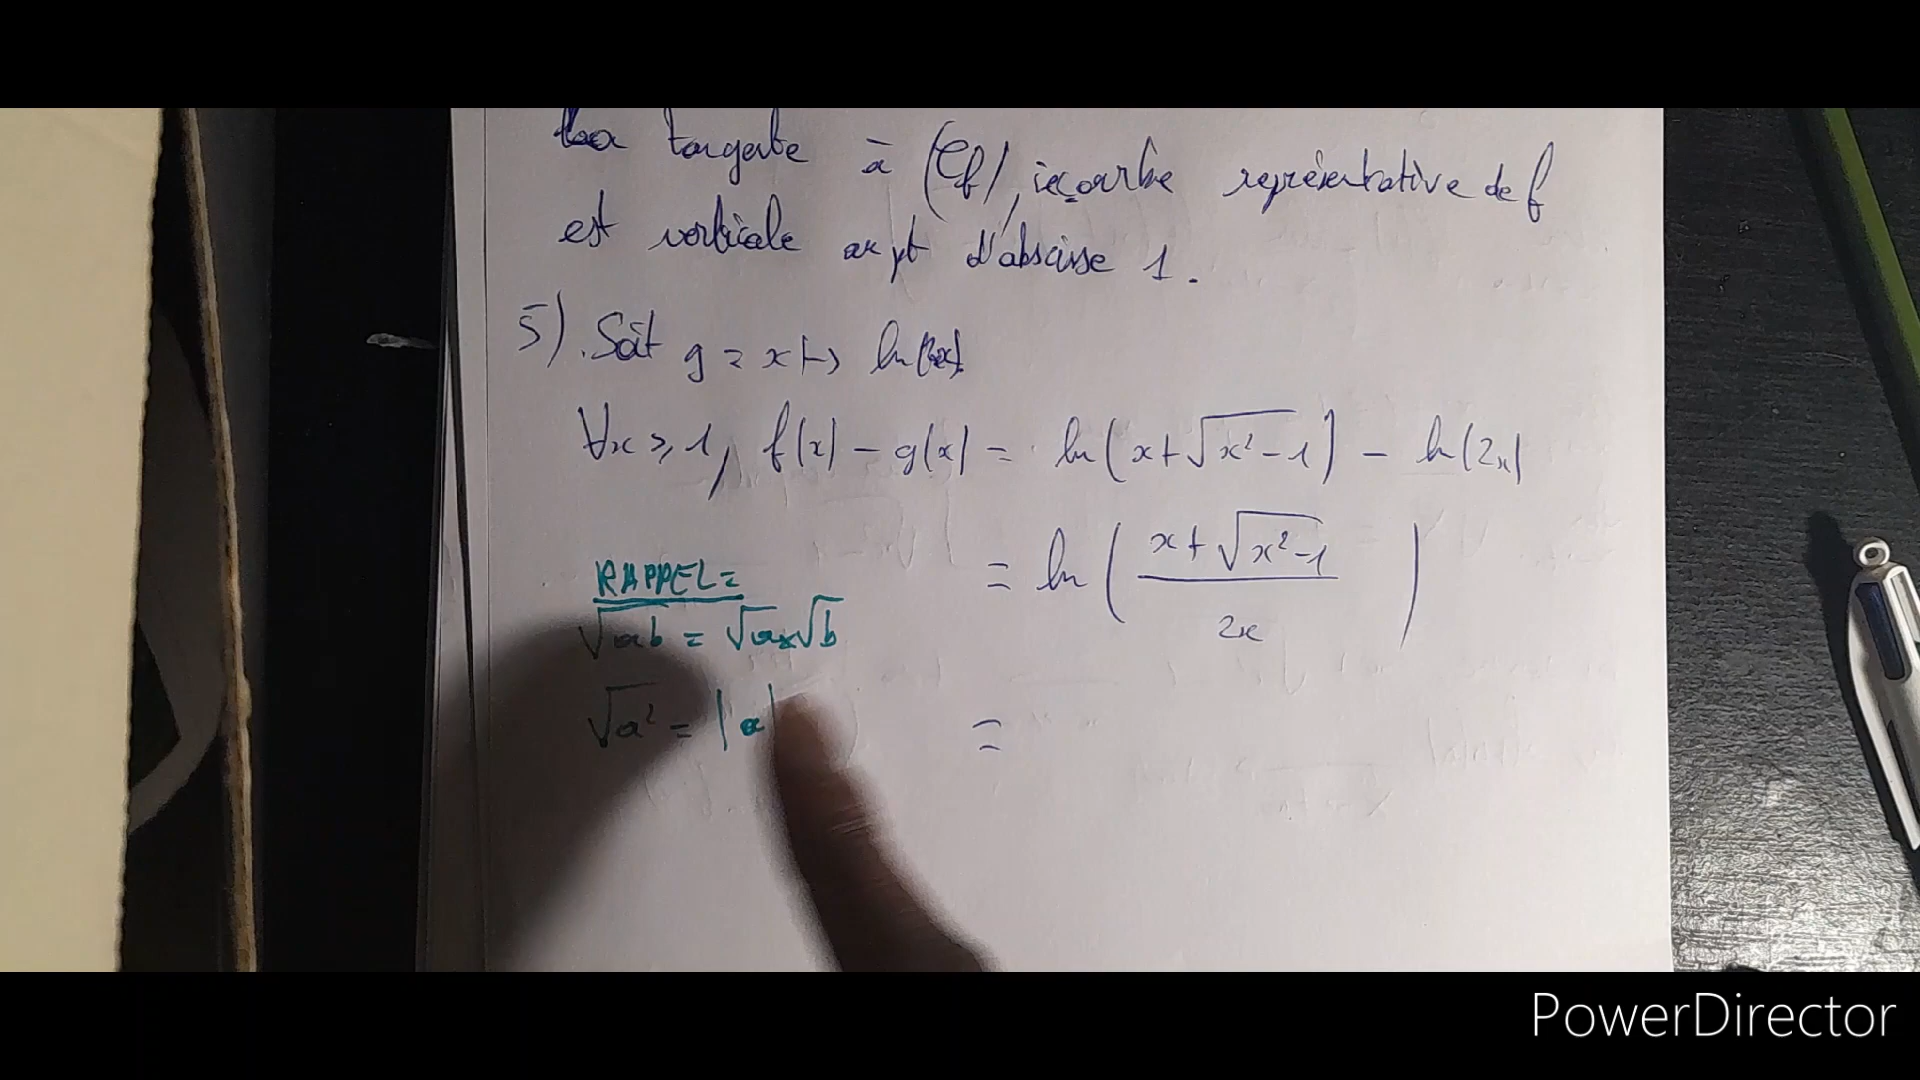 La tangente à (Cf), courbe représentative de f
est verticale au pt d'abscisse 1.
5). Soit g : x ↦ ln(2x).
∀x ≥ 1, f(x) - g(x) = ln(x + √(x² - 1)) - ln(2x)
= ln( (x + √(x² - 1)) / 2x )
RAPPEL :
√ab = √a × √b
√a² = |a|
=
PowerDirector